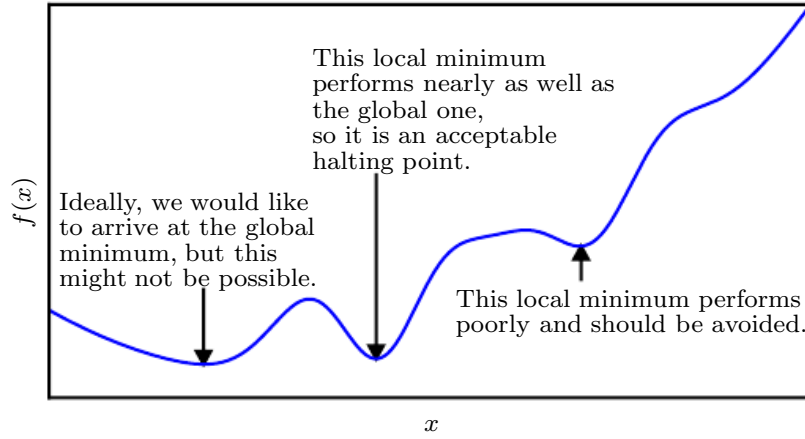 This local minimum
performs nearly as well as
the global one,
so it is an acceptable
halting point.
Ideally, we would like
to arrive at the global
minimum, but this
might not be possible.
This local minimum performs
poorly and should be avoided.
f(x)
x